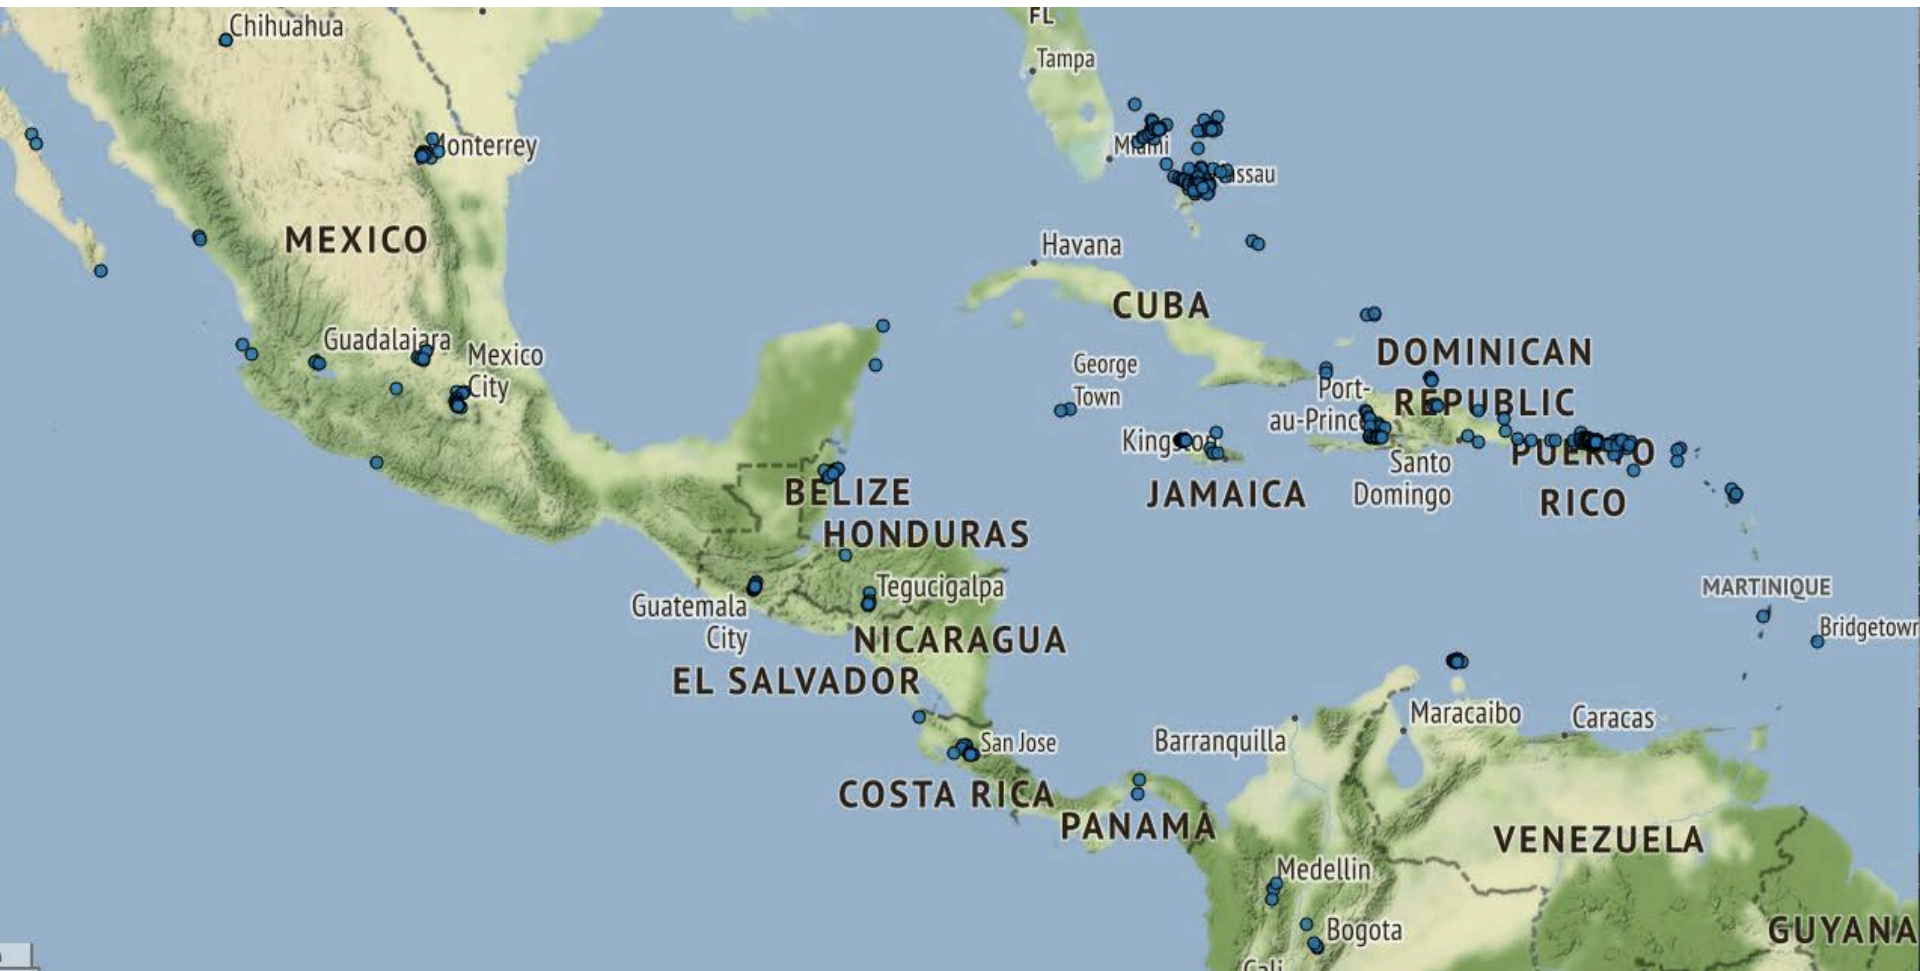 FL
Chihuahua
Tampa
Monterrey
Miami
Nassau
MEXICO
Havana
CUBA
Guadalajara
Mexico
City
George
Town
DOMINICAN
REPUBLIC
Port-
au-Prince
Kingston
PUERTO
RICO
Santo
Domingo
JAMAICA
BELIZE
HONDURAS
Tegucigalpa
Guatemala
City
NICARAGUA
EL SALVADOR
MARTINIQUE
Bridgetown
Maracaibo
Caracas
Barranquilla
San Jose
COSTA RICA
PANAMA
VENEZUELA
Medellin
Bogota
Cali
GUYANA